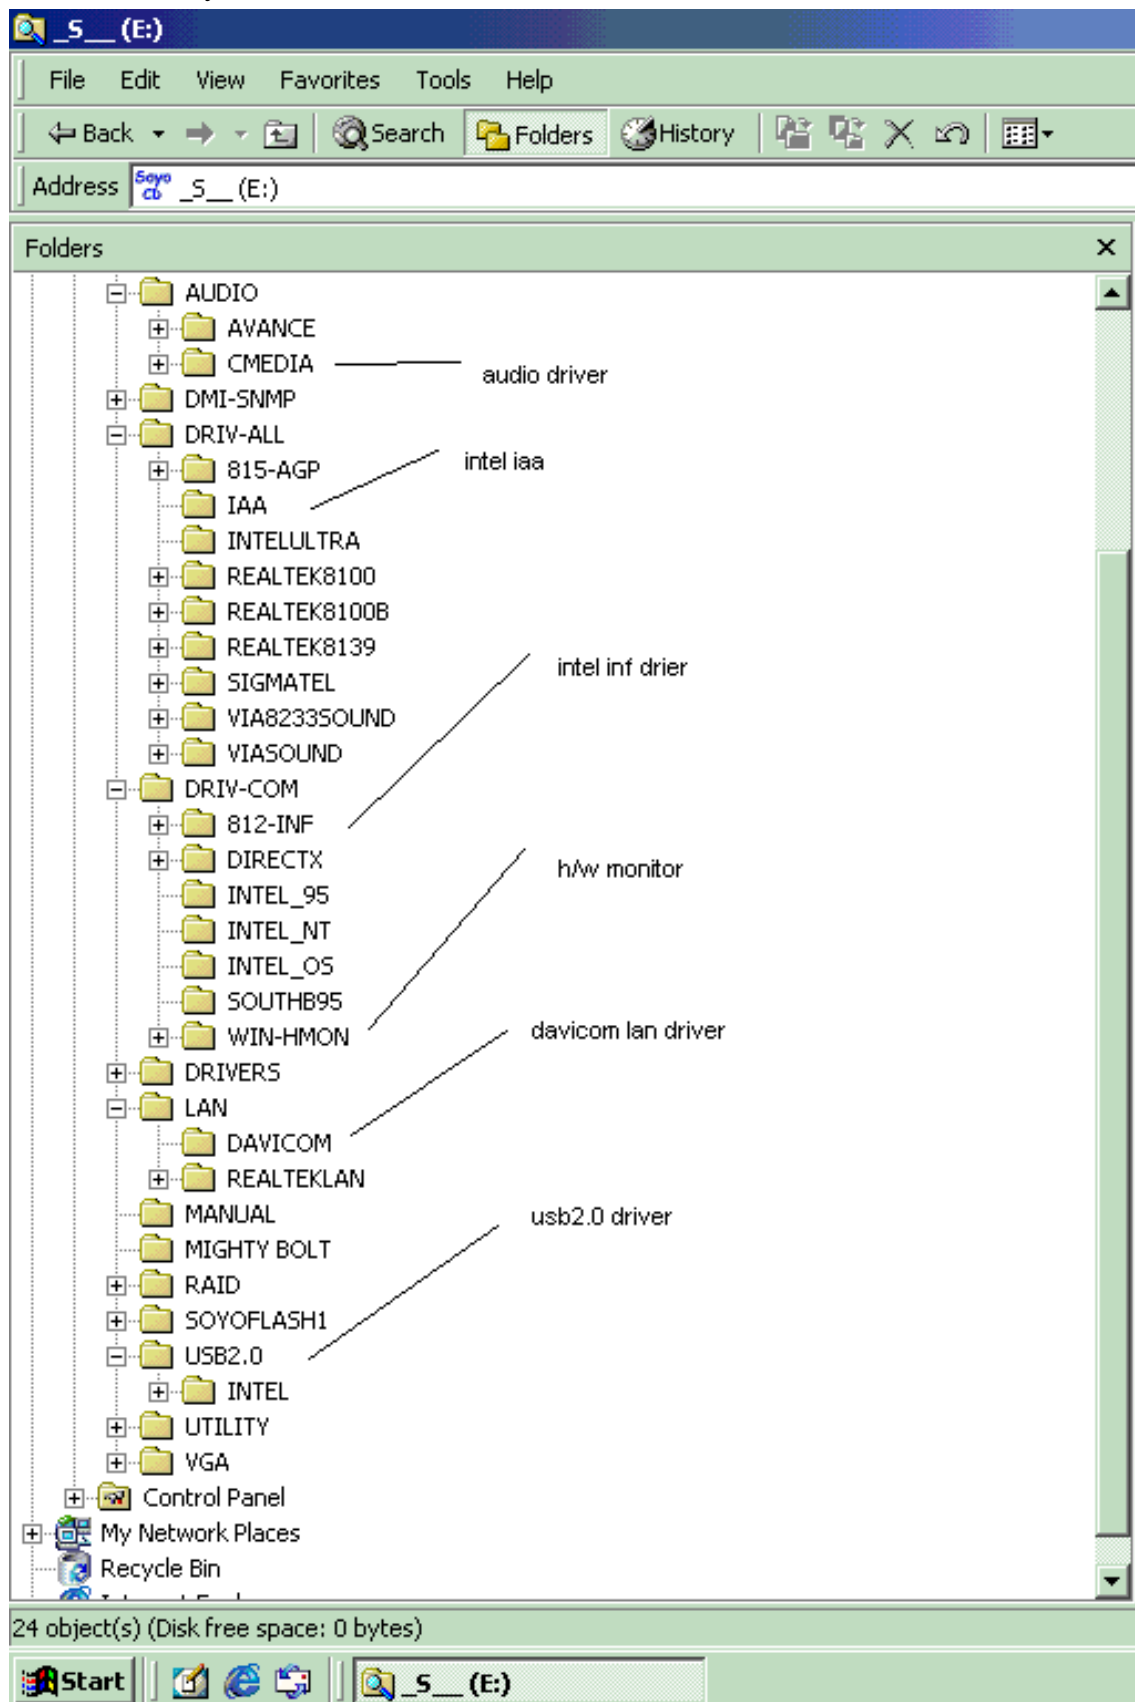 _S__ (E:)
File Edit View Favorites Tools Help
Back Search Folders History
Address Soyo CD _S__ (E:)
Folders
AUDIO
AVANCE
CMEDIA
audio driver
DMI-SNMP
DRIV-ALL
815-AGP
intel iaa
IAA
INTELULTRA
REALTEK8100
REALTEK8100B
REALTEK8139
intel inf drier
SIGMATEL
VIA8233SOUND
VIASOUND
DRIV-COM
812-INF
DIRECTX
h/w monitor
INTEL_95
INTEL_NT
INTEL_OS
SOUTHB95
WIN-HMON
davicom lan driver
DRIVERS
LAN
DAVICOM
REALTEKLAN
MANUAL
usb2.0 driver
MIGHTY BOLT
RAID
SOYOFLASH1
USB2.0
INTEL
UTILITY
VGA
Control Panel
My Network Places
Recycle Bin
24 object(s) (Disk free space: 0 bytes)
Start _S__ (E:)